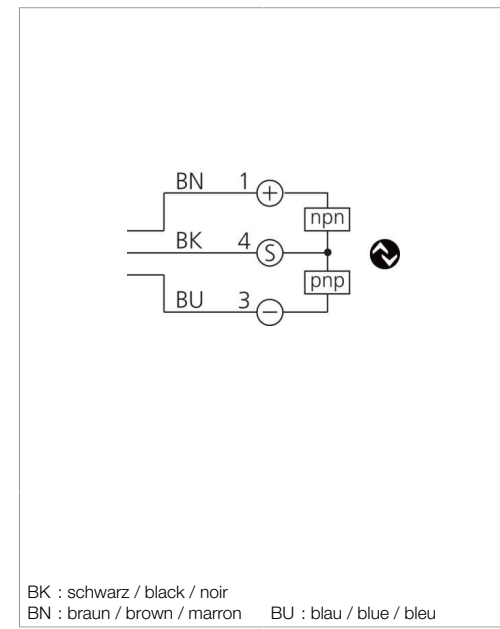 BN 1 +
npn
BK 4 S
pnp
BU 3 −
BK : schwarz / black / noir
BN : braun / brown / marron BU : blau / blue / bleu